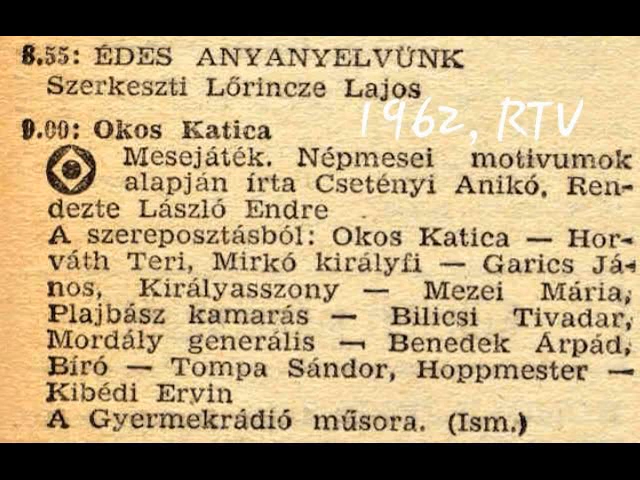 8.55: ÉDES ANYANYELVÜNK
Szerkeszti Lőrincze Lajos
1962, RTV
9.00: Okos Katica
Mesejáték. Népmesei motivumok
alapján írta Csetényi Anikó. Ren-
dezte László Endre
A szereposztásból: Okos Katica — Hor-
váth Teri, Mirkó királyfi — Garics Já-
nos, Királyasszony — Mezei Mária,
Plajbász kamarás — Bilicsi Tivadar,
Mordály generális — Benedek Árpád,
Bíró — Tompa Sándor, Hoppmester —
Kibédi Ervin
A Gyermekrádió műsora. (Ism.)